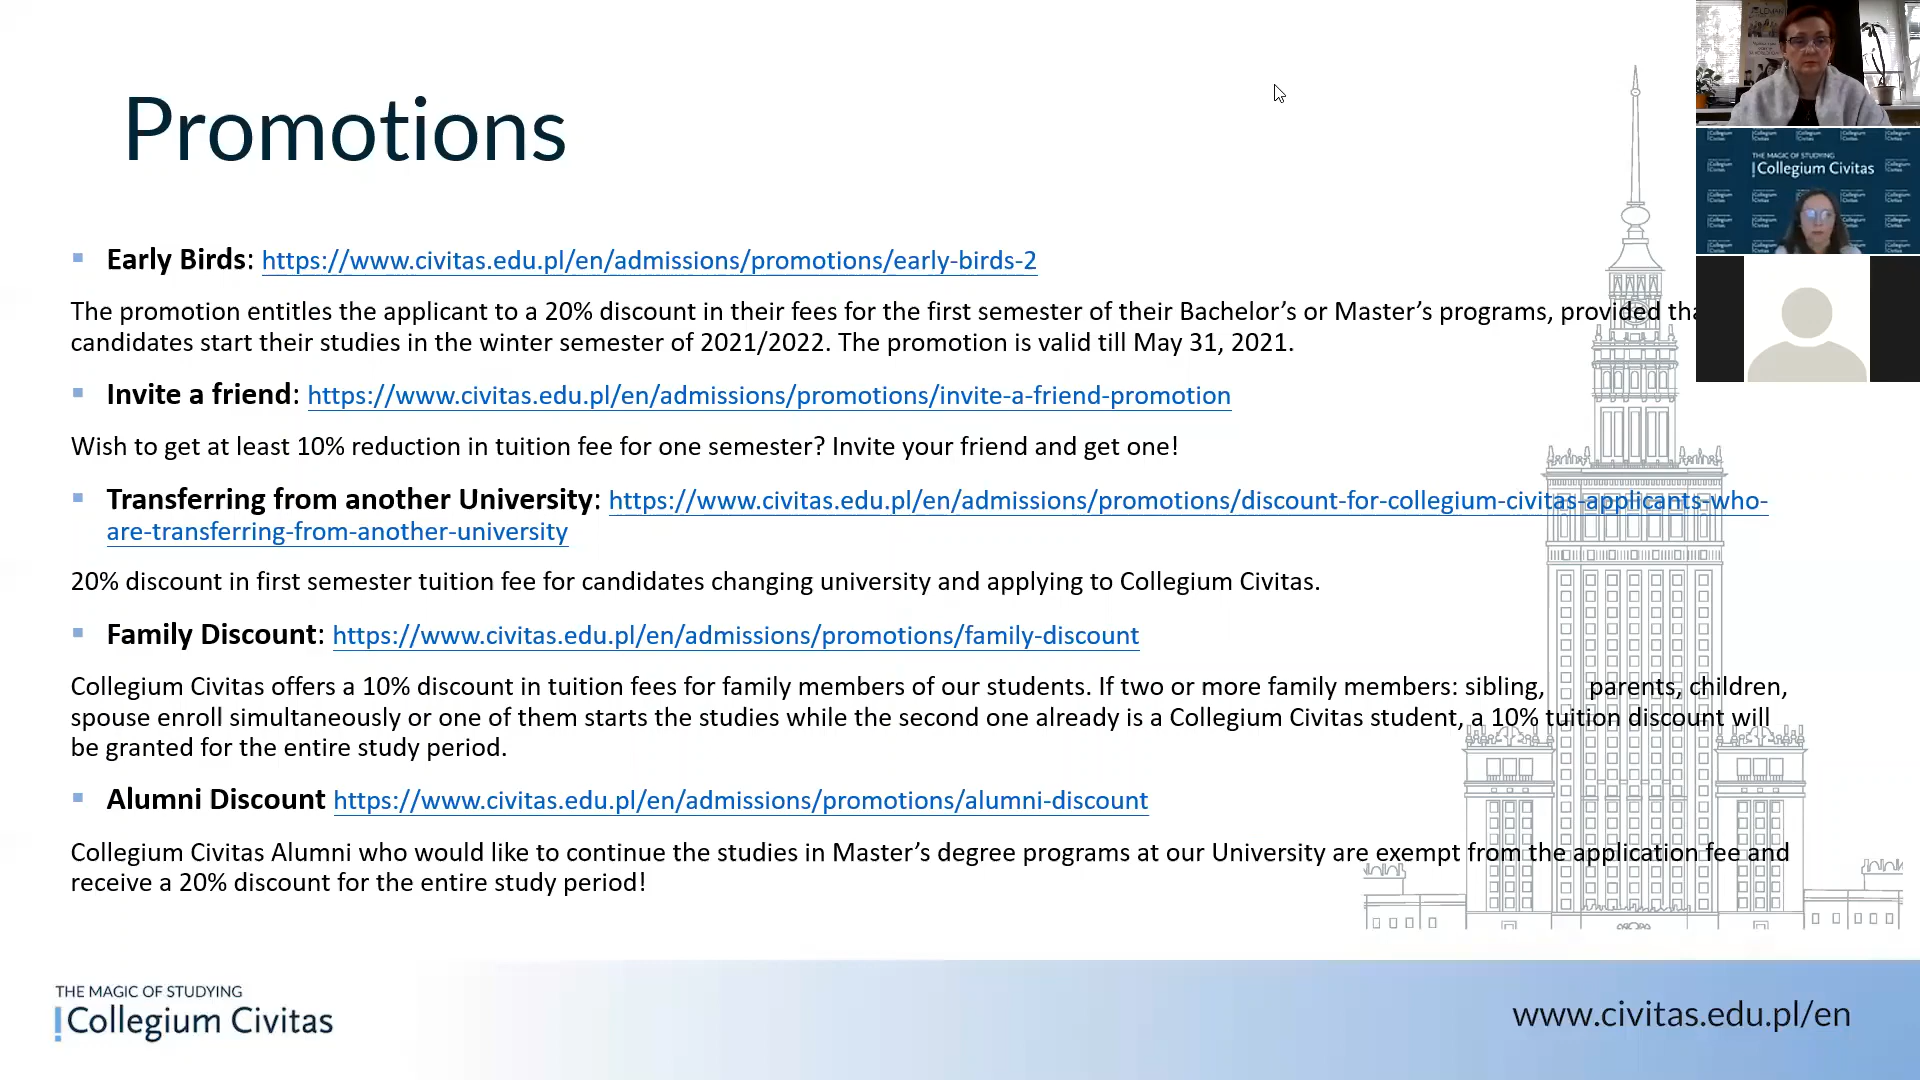 Promotions
Early Birds: https://www.civitas.edu.pl/en/admissions/promotions/early-birds-2
The promotion entitles the applicant to a 20% discount in their fees for the first semester of their Bachelor’s or Master’s programs, provided
candidates start their studies in the winter semester of 2021/2022. The promotion is valid till May 31, 2021.
Invite a friend: https://www.civitas.edu.pl/en/admissions/promotions/invite-a-friend-promotion
Wish to get at least 10% reduction in tuition fee for one semester? Invite your friend and get one!
Transferring from another University: https://www.civitas.edu.pl/en/admissions/promotions/discount-for-collegium-civitas-applicants-who-
are-transferring-from-another-university
20% discount in first semester tuition fee for candidates changing university and applying to Collegium Civitas.
Family Discount: https://www.civitas.edu.pl/en/admissions/promotions/family-discount
Collegium Civitas offers a 10% discount in tuition fees for family members of our students. If two or more family members: sibling, parents, children,
spouse enroll simultaneously or one of them starts the studies while the second one already is a Collegium Civitas student, a 10% tuition discount will
be granted for the entire study period.
Alumni Discount https://www.civitas.edu.pl/en/admissions/promotions/alumni-discount
Collegium Civitas Alumni who would like to continue the studies in Master’s degree programs at our University are exempt from the application fee and
receive a 20% discount for the entire study period!
THE MAGIC OF STUDYING
Collegium Civitas
www.civitas.edu.pl/en
THE MAGIC OF STUDYING
Collegium Civitas